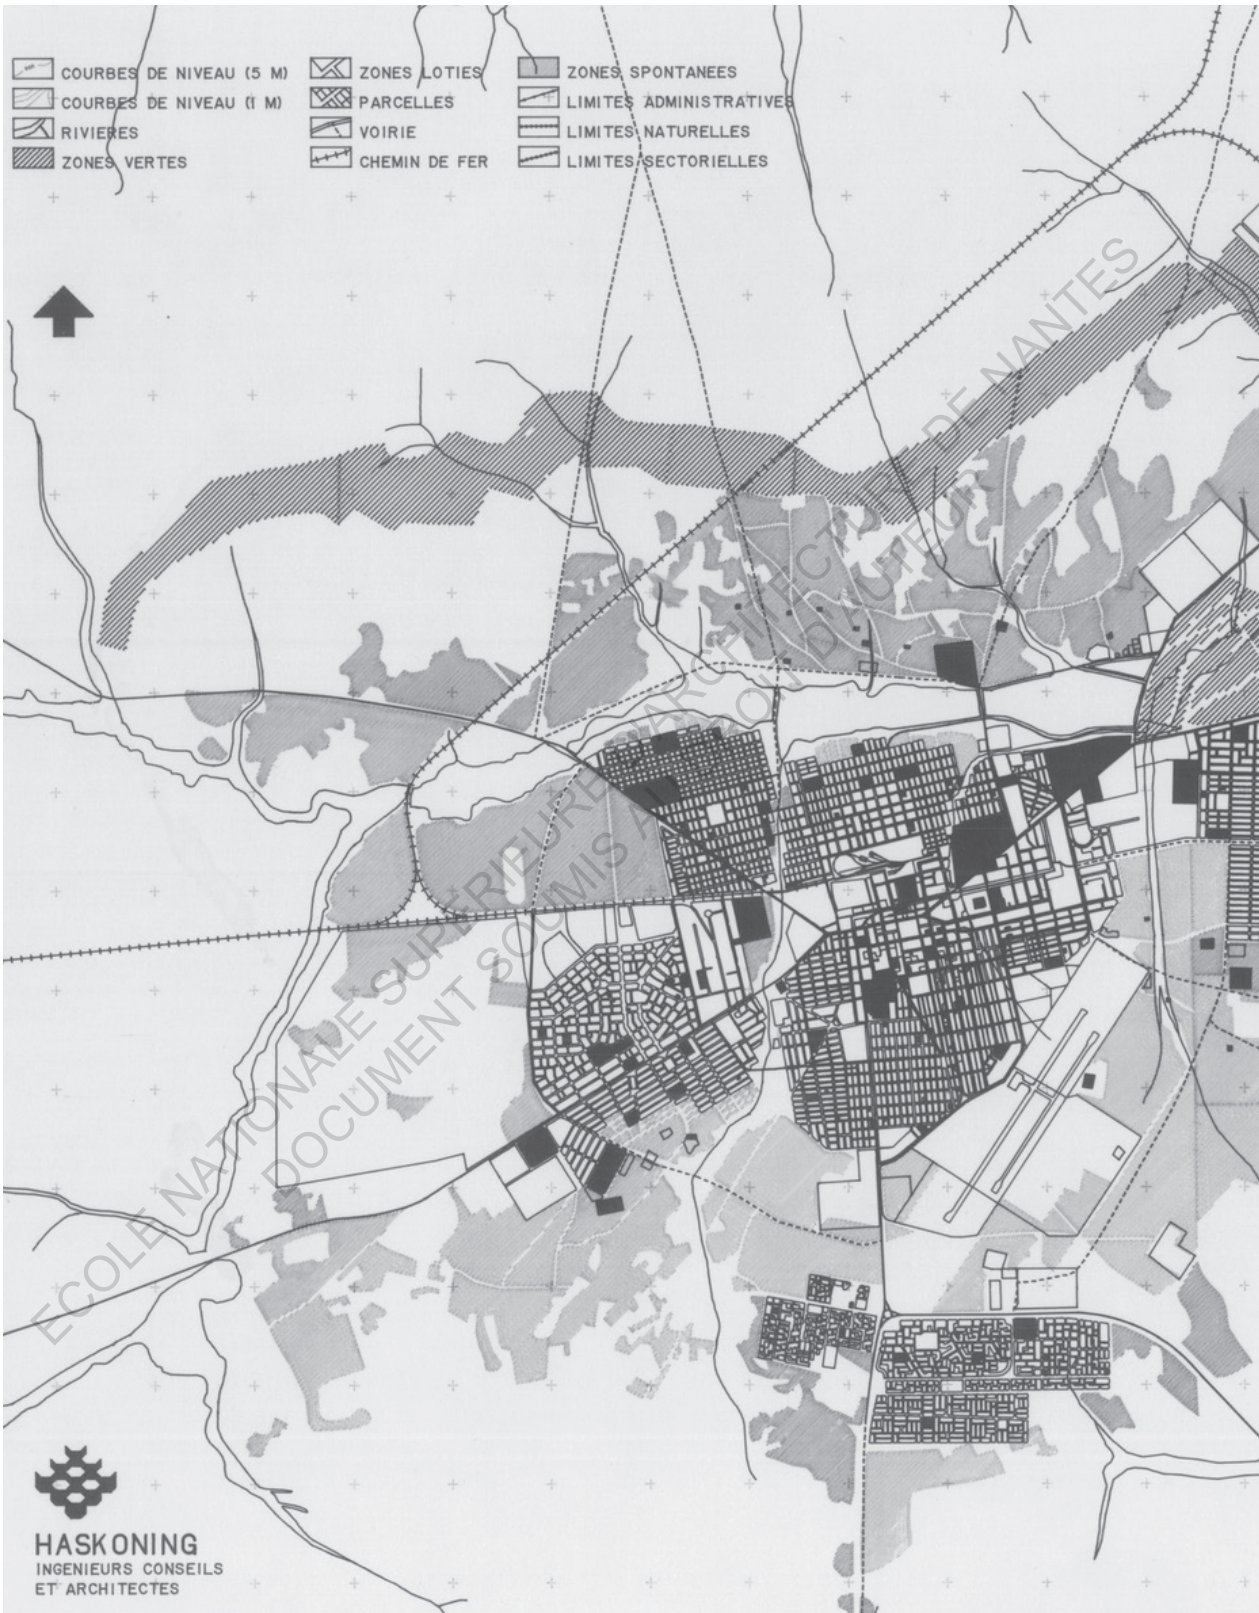 COURBES DE NIVEAU (5 M)
COURBES DE NIVEAU (1 M)
RIVIERES
ZONES VERTES
ZONES LOTIES
PARCELLES
VOIRIE
CHEMIN DE FER
ZONES SPONTANEES
LIMITES ADMINISTRATIVES
LIMITES NATURELLES
LIMITES SECTORIELLES
ECOLE NATIONALE SUPERIEURE D'ARCHITECTURE DE NANTES
DOCUMENT SOUMIS AU DROIT D'AUTEUR
HASKONING
INGENIEURS CONSEILS
ET ARCHITECTES